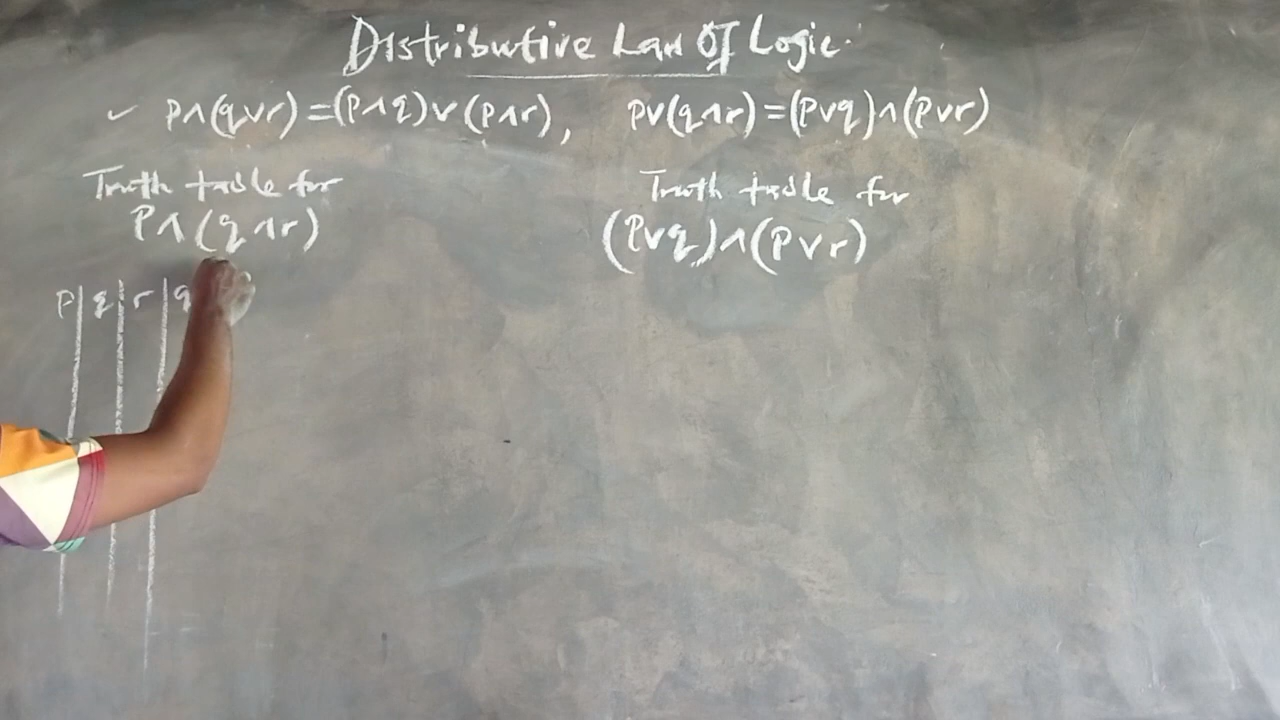 Distributive Law Of Logic.
✓ p∧(q∨r)=(p∧q)∨(p∧r), p∨(q∧r)=(p∨q)∧(p∨r)
Truth table for
P∧(q∧r)
Truth table for
(P∨q)∧(P∨r)
P q r q